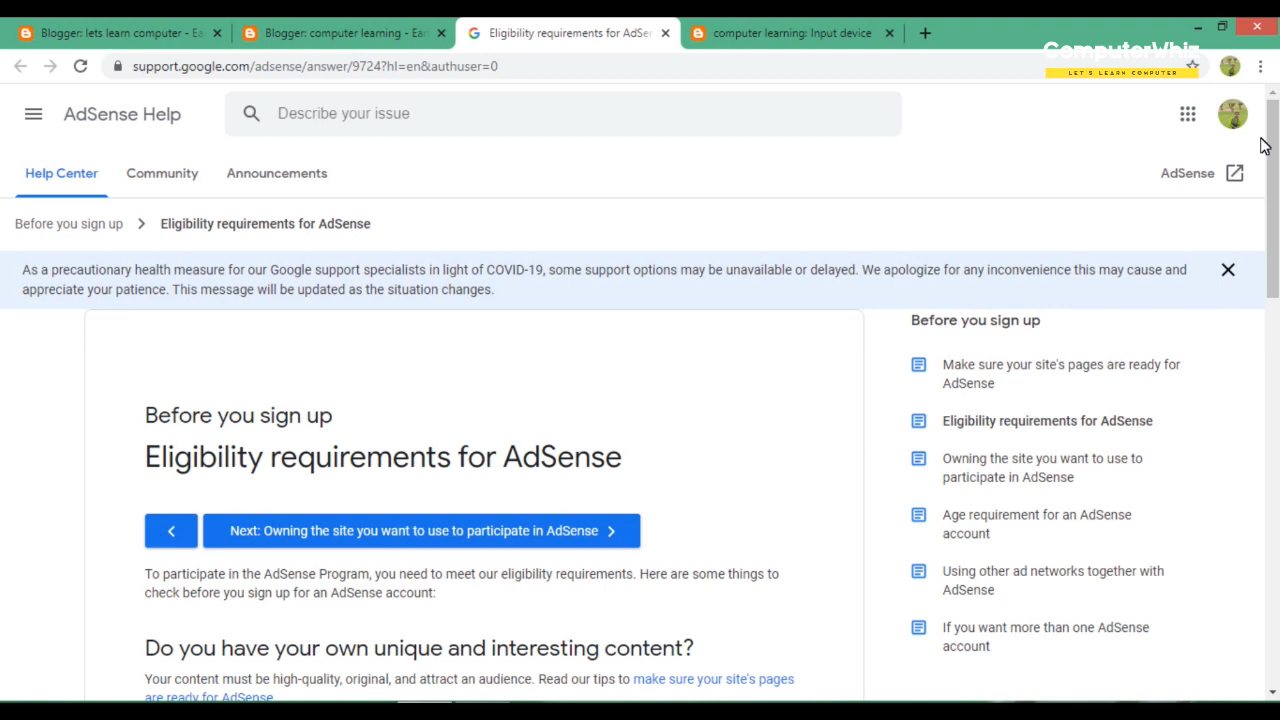 Blogger: lets learn computer - Ea
Blogger: computer learning - Earn
Eligibility requirements for AdSen
computer learning: Input device
support.google.com/adsense/answer/9724?hl=en&authuser=0
ComputerWhiz
LET'S LEARN COMPUTER
AdSense Help
Describe your issue
Help Center
Community
Announcements
AdSense
Before you sign up
Eligibility requirements for AdSense
As a precautionary health measure for our Google support specialists in light of COVID-19, some support options may be unavailable or delayed. We apologize for any inconvenience this may cause and
appreciate your patience. This message will be updated as the situation changes.
Before you sign up
Eligibility requirements for AdSense
Next: Owning the site you want to use to participate in AdSense
To participate in the AdSense Program, you need to meet our eligibility requirements. Here are some things to
check before you sign up for an AdSense account:
Do you have your own unique and interesting content?
Your content must be high-quality, original, and attract an audience. Read our tips to make sure your site's pages
are ready for AdSense
Before you sign up
Make sure your site's pages are ready for
AdSense
Eligibility requirements for AdSense
Owning the site you want to use to
participate in AdSense
Age requirement for an AdSense
account
Using other ad networks together with
AdSense
If you want more than one AdSense
account